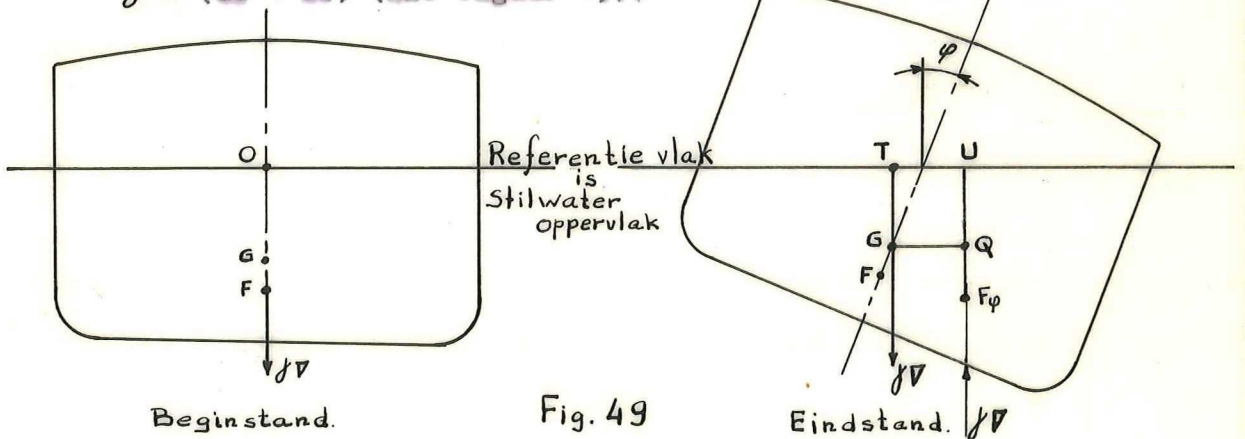 φ
O
G
F
γ∇
Beginstand.
Referentie vlak
is
Stilwater
oppervlak
Fig. 49
T U
G Q
F
Fφ
γ∇
γ∇
Eindstand.